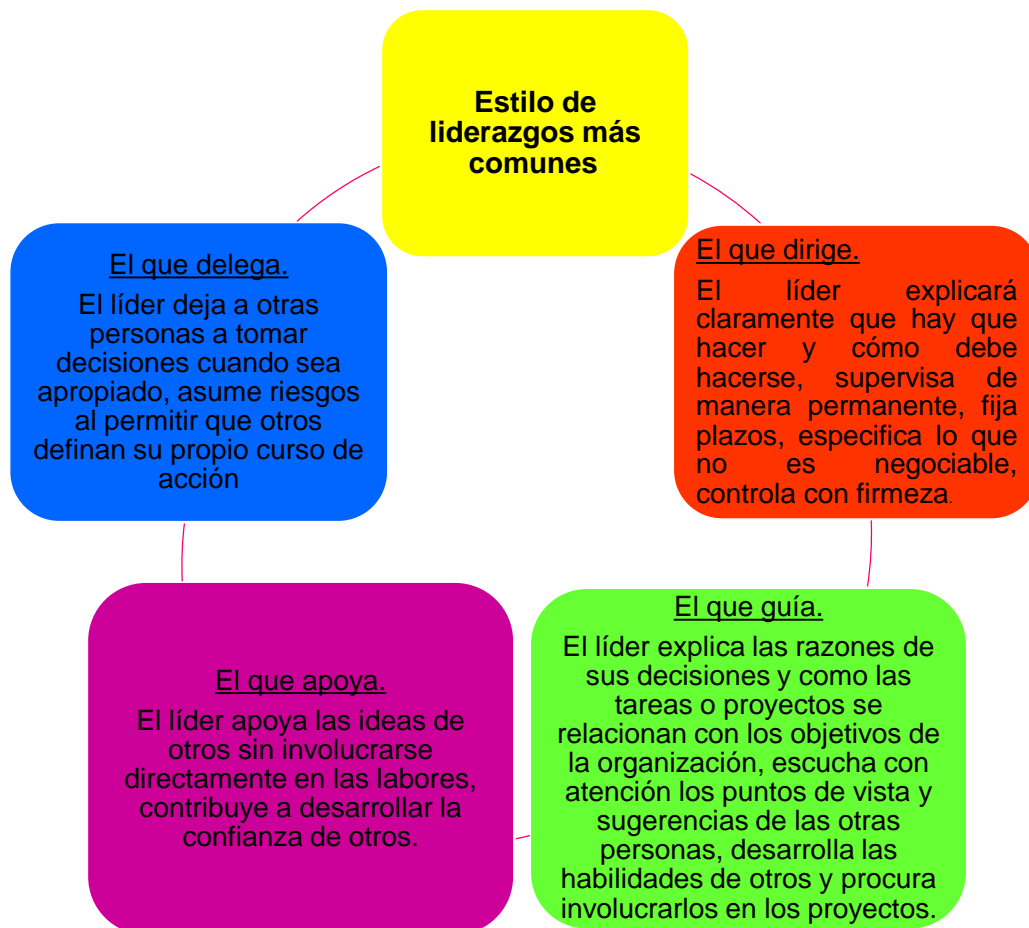 Estilo de
liderazgos más
comunes
El que dirige.
El líder explicará
claramente que hay que
hacer y cómo debe
hacerse, supervisa de
manera permanente, fija
plazos, especifica lo que
no es negociable,
controla con firmeza.
El que guía.
El líder explica las razones de
sus decisiones y como las
tareas o proyectos se
relacionan con los objetivos de
la organización, escucha con
atención los puntos de vista y
sugerencias de las otras
personas, desarrolla las
habilidades de otros y procura
involucrarlos en los proyectos.
El que apoya.
El líder apoya las ideas de
otros sin involucrarse
directamente en las labores,
contribuye a desarrollar la
confianza de otros.
El que delega.
El líder deja a otras
personas a tomar
decisiones cuando sea
apropiado, asume riesgos
al permitir que otros
definan su propio curso de
acción